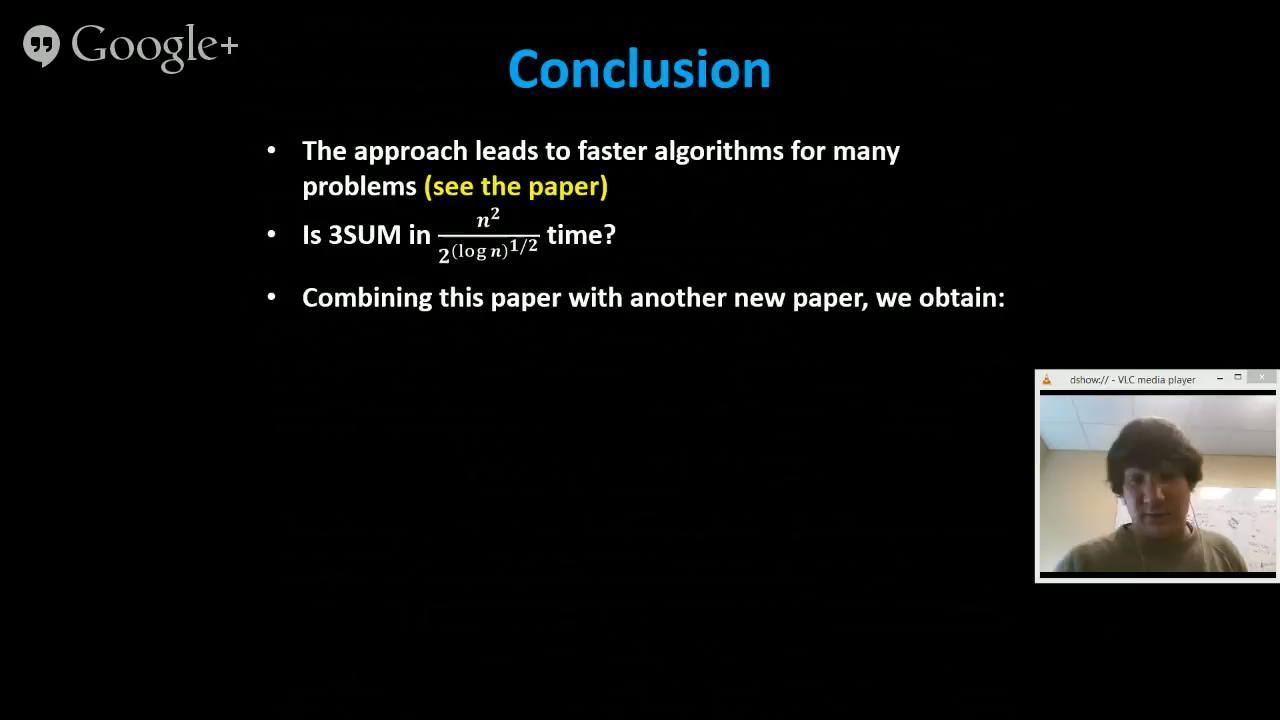 Google+
Conclusion
• The approach leads to faster algorithms for many
problems (see the paper)
• Is 3SUM in n^2 / 2^(log n)^1/2 time?
• Combining this paper with another new paper, we obtain:
dshow:// - VLC media player